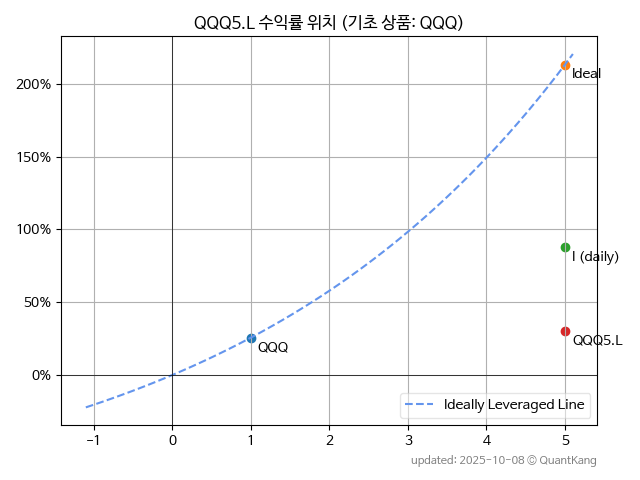 QQQ5.L 수익률 위치 (기초 상품: QQQ)
200%
150%
100%
50%
0%
Ideal
I (daily)
QQQ5.L
QQQ
Ideally Leveraged Line
−1 0 1 2 3 4 5
updated: 2025-10-08 © QuantKang